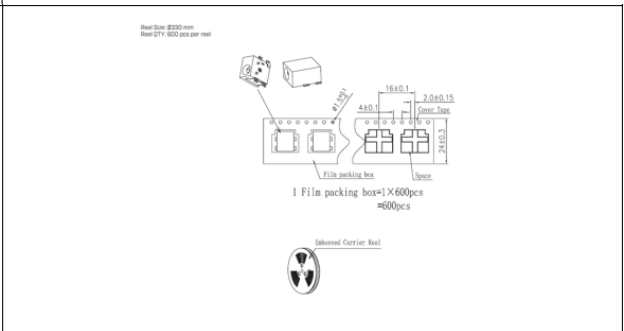 Reel Size: Ø330 mm
Reel QTY: 600 pcs per reel
16±0.1
2.0±0.15
4±0.1
Cover Tape
24±0.3
Film packing box
Space
1 Film packing box=1×600pcs
=600pcs
Embossed Carrier Reel